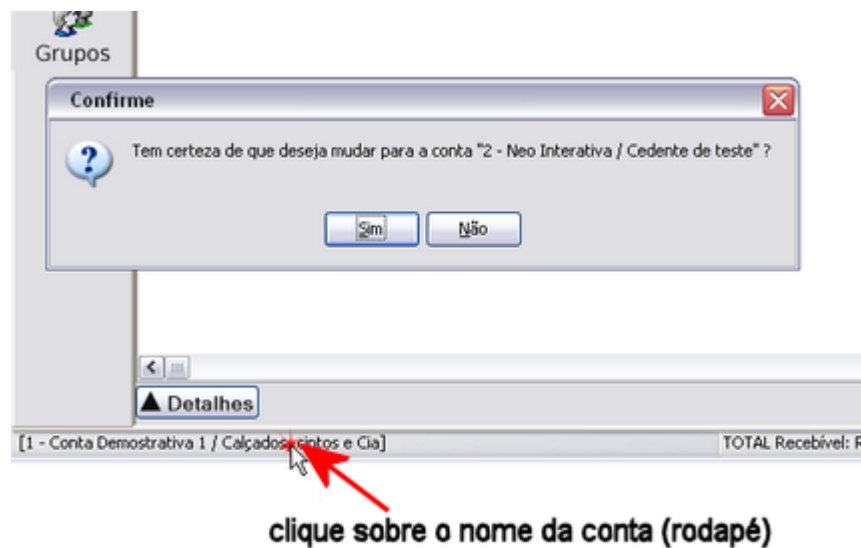 Grupos
Confirme
Tem certeza de que deseja mudar para a conta "2 - Neo Interativa / Cedente de teste" ?
Sim
Não
Detalhes
[1 - Conta Demostrativa 1 / Calçados, cintos e Cia]
TOTAL Recebível: R
clique sobre o nome da conta (rodapé)